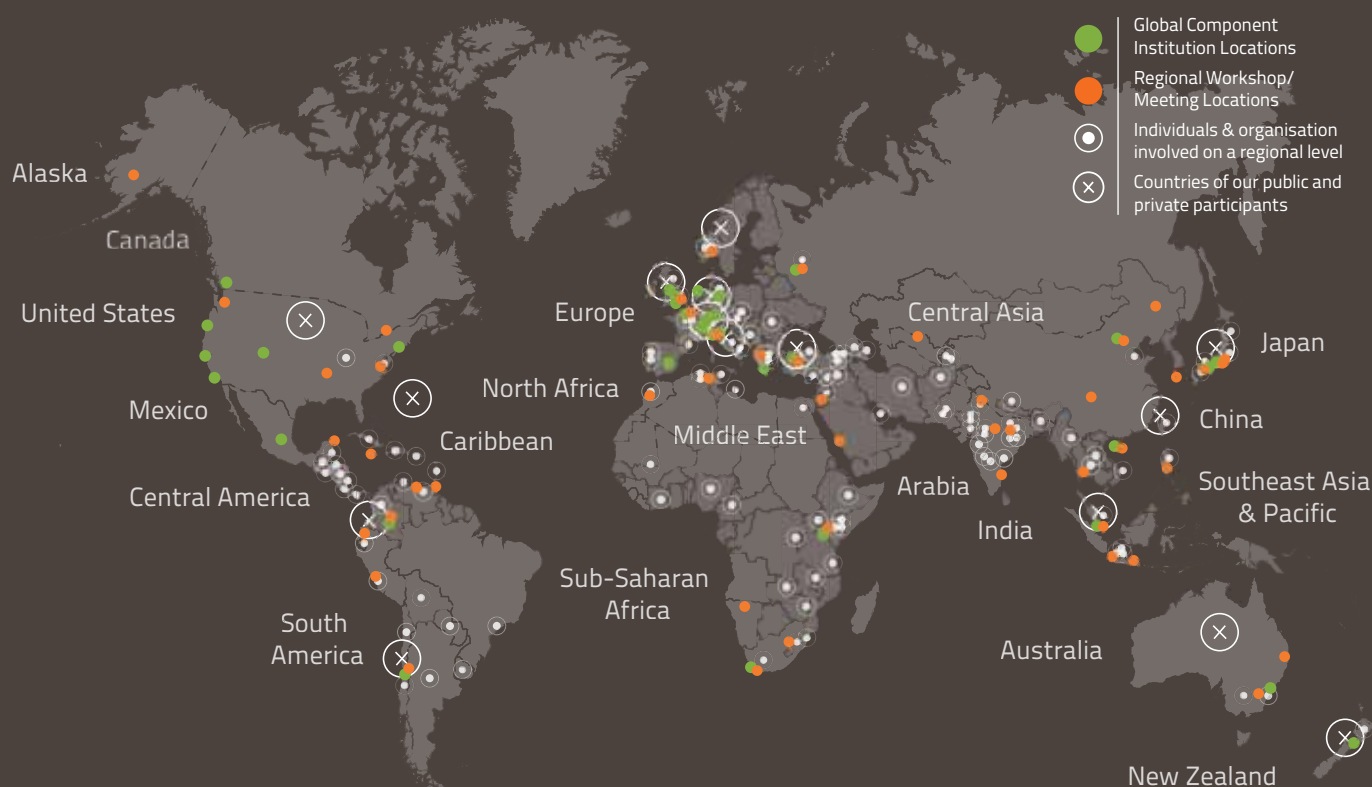 Global Component
Institution Locations
Regional Workshop/
Meeting Locations
Individuals & organisation
involved on a regional level
Countries of our public and
private participants
Alaska
Canada
United States
Mexico
Central America
Caribbean
South
America
Europe
North Africa
Middle East
Sub-Saharan
Africa
Central Asia
Arabia
India
Japan
China
Southeast Asia
& Pacific
Australia
New Zealand